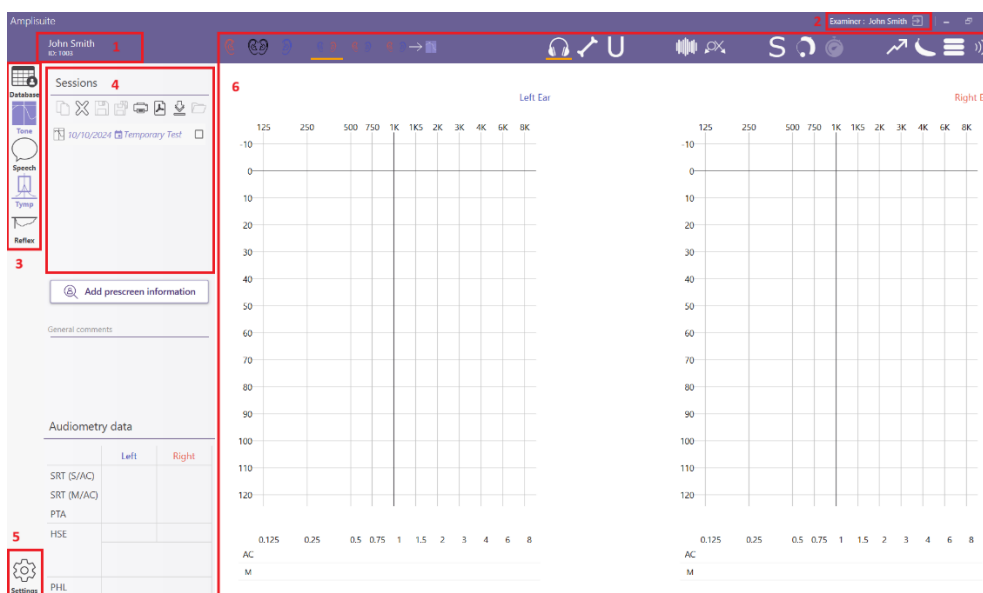 Amplisuite
2 Examiner : John Smith
John Smith
ID: 1003
1
U
S
Database
Tone
Speech
Tymp
Reflex
3
Sessions 4
10/10/2024 Temporary Test
Add prescreen information
General comments
Audiometry data
Left Right
SRT (S/AC)
SRT (M/AC)
PTA
HSE
PHL
5
Settings
6
Left Ear
125 250 500 750 1K 1K5 2K 3K 4K 6K 8K
-10
0
10
20
30
40
50
60
70
80
90
100
110
120
0.125 0.25 0.5 0.75 1 1.5 2 3 4 6 8
AC
M
Right E
125 250 500 750 1K 1K5 2K 3K 4K 6K 8K
-10
0
10
20
30
40
50
60
70
80
90
100
110
120
0.125 0.25 0.5 0.75 1 1.5 2 3 4 6 8
AC
M